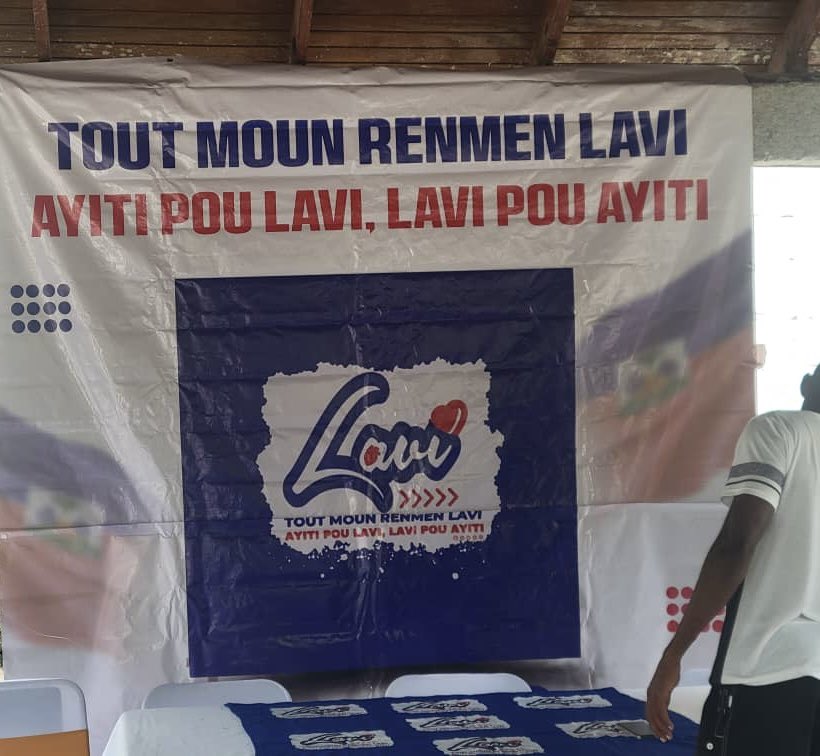 TOUT MOUN RENMEN LAVI
AYITI POU LAVI, LAVI POU AYITI
Lavi
>>>>>
TOUT MOUN RENMEN LAVI
AYITI POU LAVI, LAVI POU AYITI